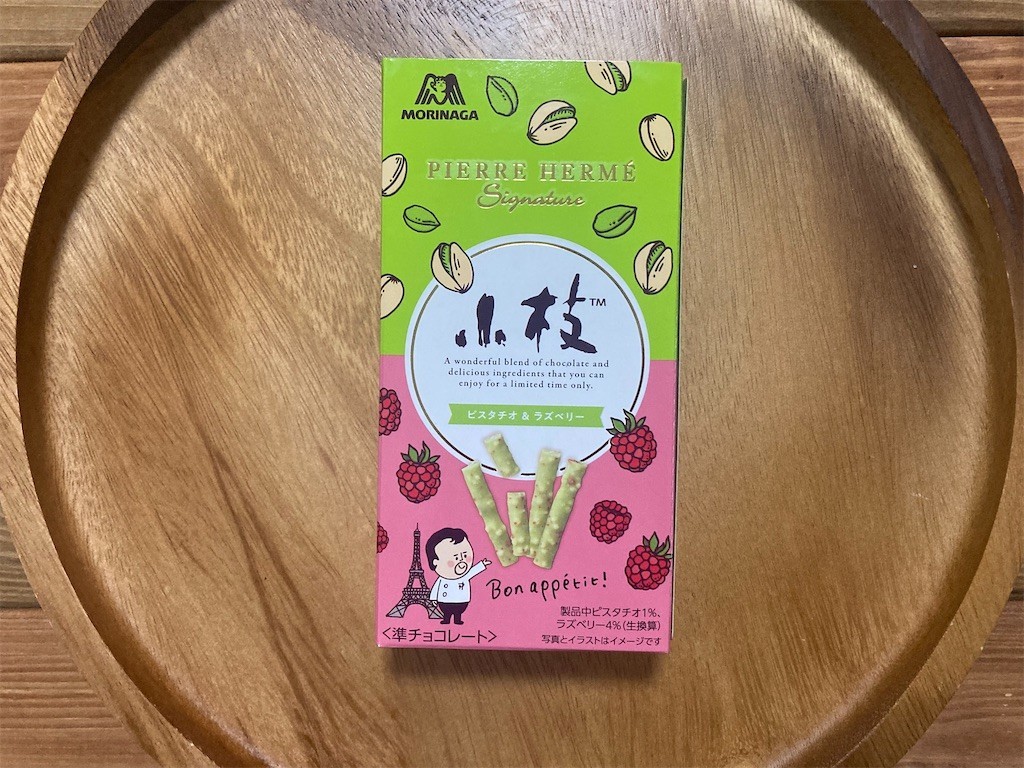 MORINAGA
PIERRE HERMÉ
Signature
小枝™
A wonderful blend of chocolate and
delicious ingredients that you can
enjoy for a limited time only.
ピスタチオ & ラズベリー
Bon appétit!
製品中ピスタチオ1%、
ラズベリー4%(生換算)
<準チョコレート>
写真とイラストはイメージです